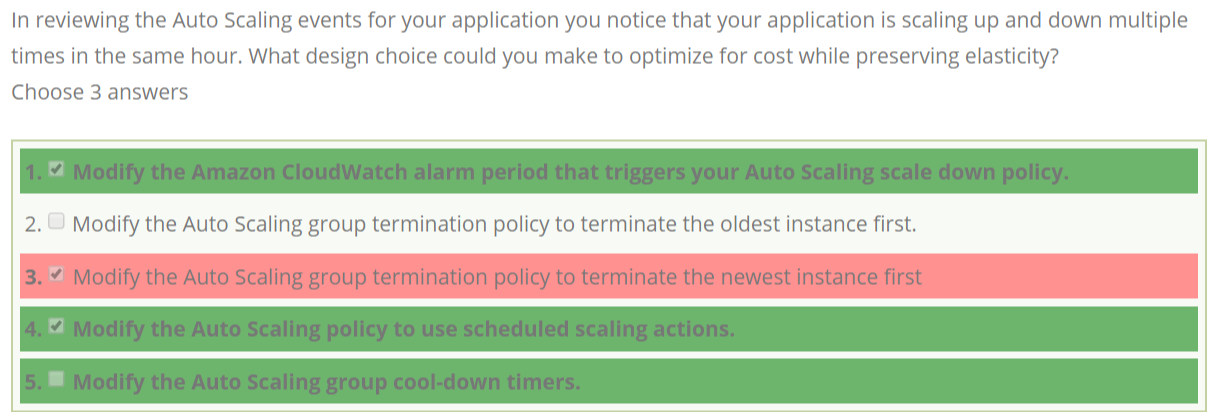 In reviewing the Auto Scaling events for your application you notice that your application is scaling up and down multiple
times in the same hour. What design choice could you make to optimize for cost while preserving elasticity?
Choose 3 answers
1. Modify the Amazon CloudWatch alarm period that triggers your Auto Scaling scale down policy.
2. Modify the Auto Scaling group termination policy to terminate the oldest instance first.
3. Modify the Auto Scaling group termination policy to terminate the newest instance first
4. Modify the Auto Scaling policy to use scheduled scaling actions.
5. Modify the Auto Scaling group cool-down timers.